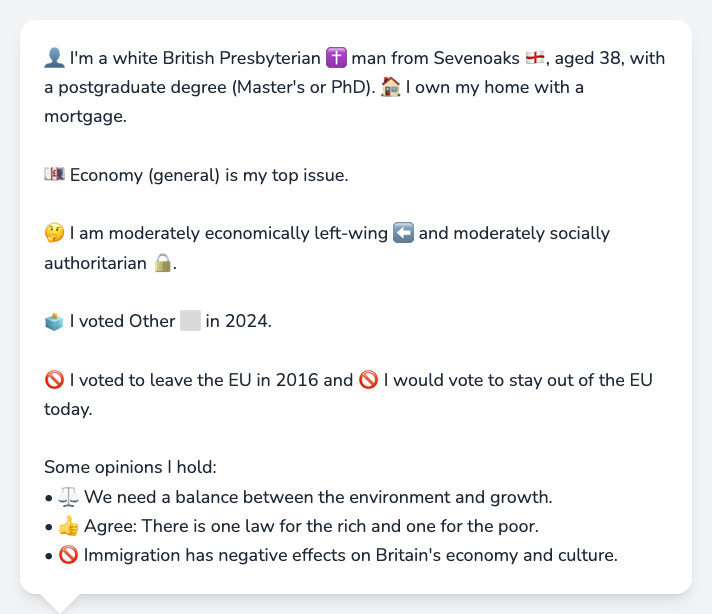 👤 I'm a white British Presbyterian ✝️ man from Sevenoaks 🏴󠁧󠁢󠁥󠁮󠁧󠁿, aged 38, with
a postgraduate degree (Master's or PhD). 🏠 I own my home with a
mortgage.
💷 Economy (general) is my top issue.
🤔 I am moderately economically left-wing ⬅️ and moderately socially
authoritarian 🔒.
🗳️ I voted Other ⬜ in 2024.
🚫 I voted to leave the EU in 2016 and 🚫 I would vote to stay out of the EU
today.
Some opinions I hold:
• ⚖️ We need a balance between the environment and growth.
• 👍 Agree: There is one law for the rich and one for the poor.
• 🚫 Immigration has negative effects on Britain's economy and culture.